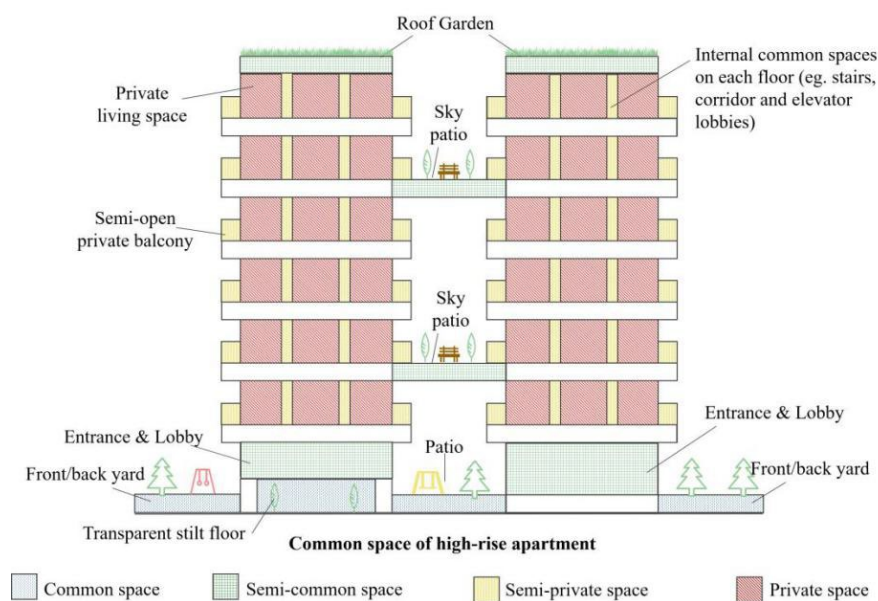 Roof Garden
Private
living space
Internal common spaces
on each floor (eg. stairs,
corridor and elevator
lobbies)
Sky
patio
Semi-open
private balcony
Sky
patio
Entrance & Lobby
Patio
Entrance & Lobby
Front/back yard
Front/back yard
Transparent stilt floor
Common space of high-rise apartment
Common space
Semi-common space
Semi-private space
Private space